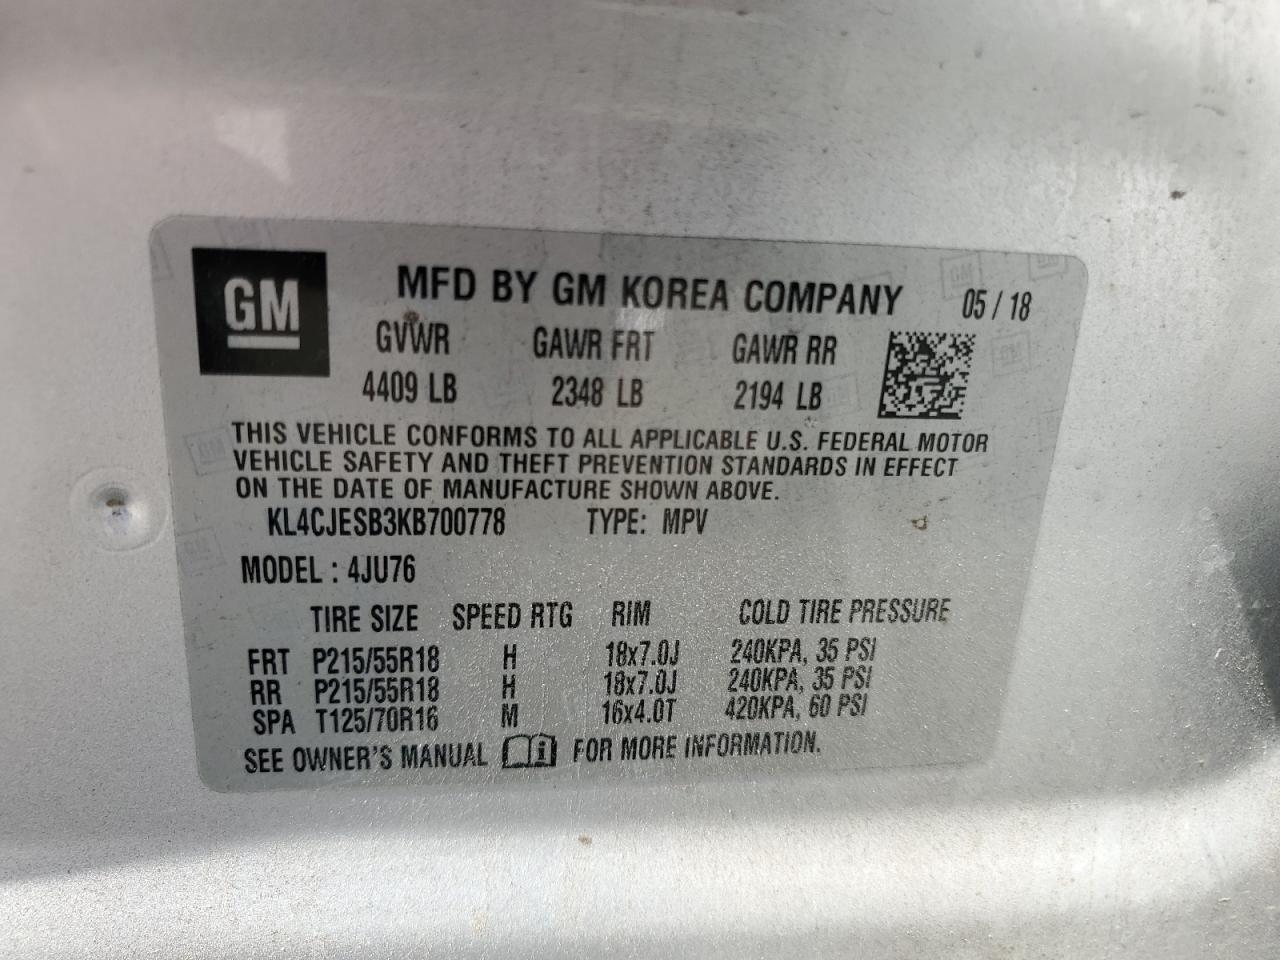 GM
MFD BY GM KOREA COMPANY 05 / 18
GVWR GAWR FRT GAWR RR
4409 LB 2348 LB 2194 LB
THIS VEHICLE CONFORMS TO ALL APPLICABLE U.S. FEDERAL MOTOR
VEHICLE SAFETY AND THEFT PREVENTION STANDARDS IN EFFECT
ON THE DATE OF MANUFACTURE SHOWN ABOVE.
KL4CJESB3KB700778 TYPE: MPV
MODEL : 4JU76
TIRE SIZE SPEED RTG RIM COLD TIRE PRESSURE
FRT P215/55R18 H 18x7.0J 240KPA, 35 PSI
RR P215/55R18 H 18x7.0J 240KPA, 35 PSI
SPA T125/70R16 M 16x4.0T 420KPA, 60 PSI
SEE OWNER'S MANUAL i FOR MORE INFORMATION.